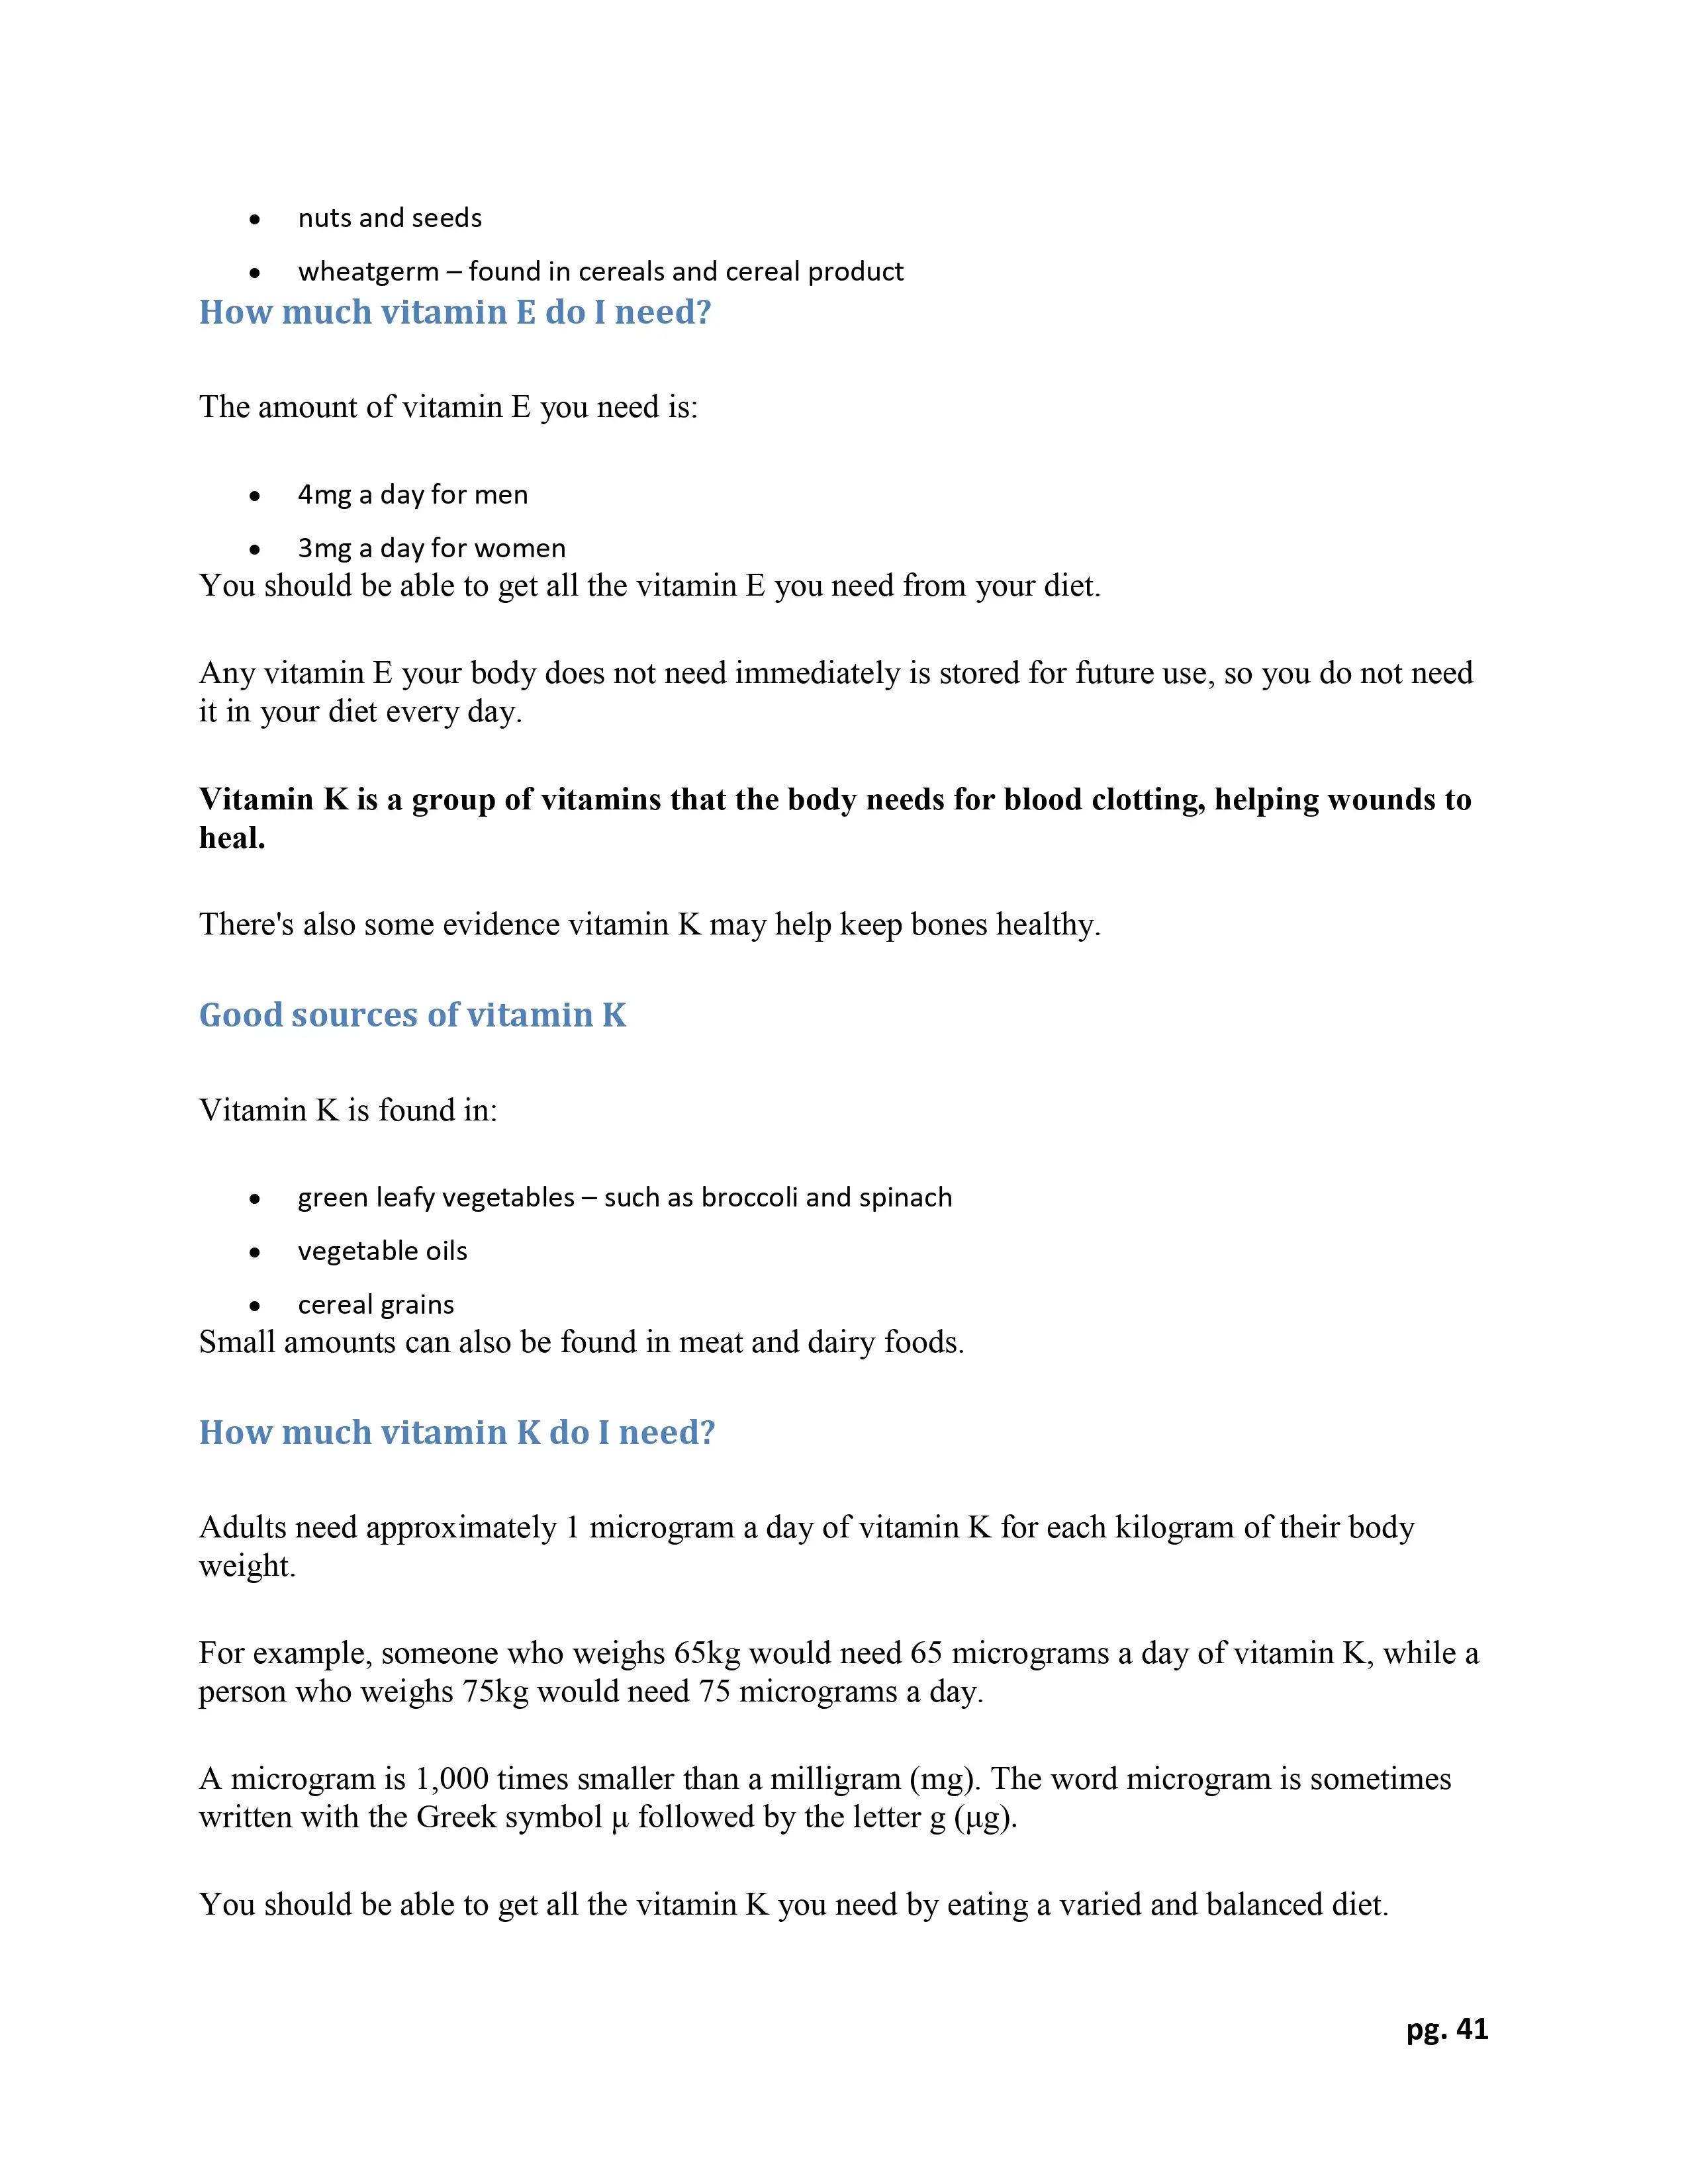 • nuts and seeds
• wheatgerm – found in cereals and cereal product
How much vitamin E do I need?
The amount of vitamin E you need is:
• 4mg a day for men
• 3mg a day for women
You should be able to get all the vitamin E you need from your diet.
Any vitamin E your body does not need immediately is stored for future use, so you do not need
it in your diet every day.
Vitamin K is a group of vitamins that the body needs for blood clotting, helping wounds to
heal.
There's also some evidence vitamin K may help keep bones healthy.
Good sources of vitamin K
Vitamin K is found in:
• green leafy vegetables – such as broccoli and spinach
• vegetable oils
• cereal grains
Small amounts can also be found in meat and dairy foods.
How much vitamin K do I need?
Adults need approximately 1 microgram a day of vitamin K for each kilogram of their body
weight.
For example, someone who weighs 65kg would need 65 micrograms a day of vitamin K, while a
person who weighs 75kg would need 75 micrograms a day.
A microgram is 1,000 times smaller than a milligram (mg). The word microgram is sometimes
written with the Greek symbol μ followed by the letter g (μg).
You should be able to get all the vitamin K you need by eating a varied and balanced diet.
pg. 41